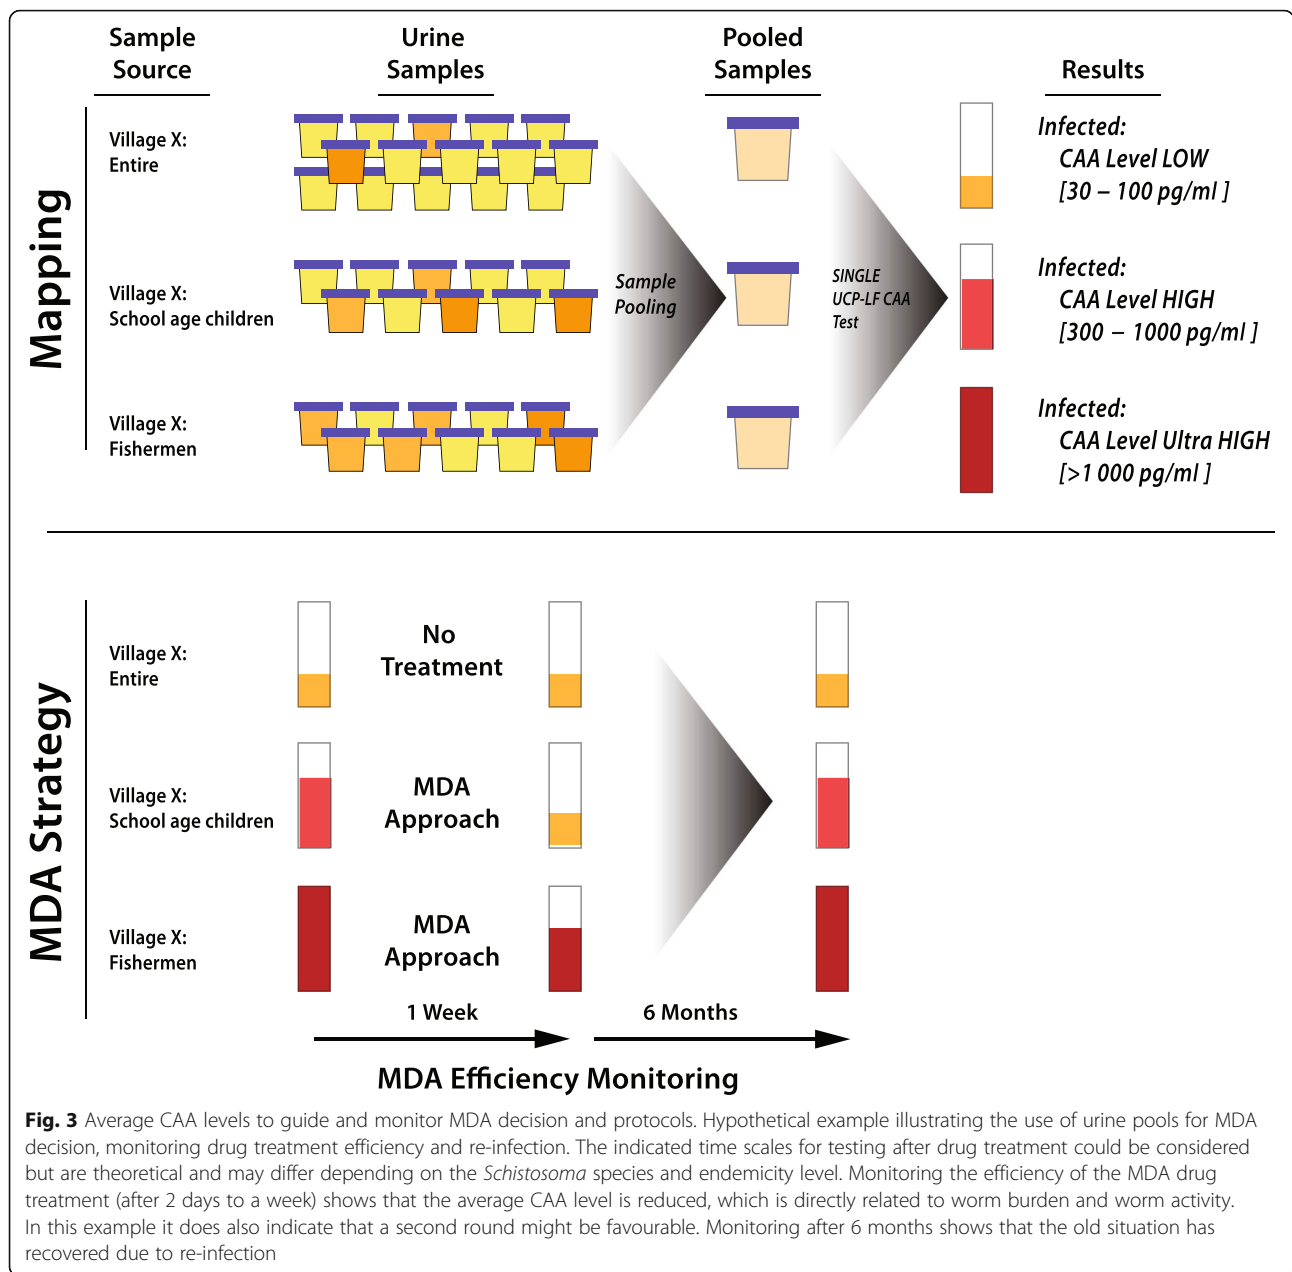 Sample
Source
Urine
Samples
Pooled
Samples
Results
Mapping
Village X:
Entire
Village X:
School age children
Village X:
Fishermen
Sample
Pooling
SINGLE
UCP-LF CAA
Test
Infected:
CAA Level LOW
[30 – 100 pg/ml ]
Infected:
CAA Level HIGH
[300 – 1000 pg/ml ]
Infected:
CAA Level Ultra HIGH
[>1 000 pg/ml ]
MDA Strategy
Village X:
Entire
No
Treatment
Village X:
School age children
MDA
Approach
Village X:
Fishermen
MDA
Approach
1 Week
6 Months
MDA Efficiency Monitoring
Fig. 3 Average CAA levels to guide and monitor MDA decision and protocols. Hypothetical example illustrating the use of urine pools for MDA
decision, monitoring drug treatment efficiency and re-infection. The indicated time scales for testing after drug treatment could be considered
but are theoretical and may differ depending on the Schistosoma species and endemicity level. Monitoring the efficiency of the MDA drug
treatment (after 2 days to a week) shows that the average CAA level is reduced, which is directly related to worm burden and worm activity.
In this example it does also indicate that a second round might be favourable. Monitoring after 6 months shows that the old situation has
recovered due to re-infection